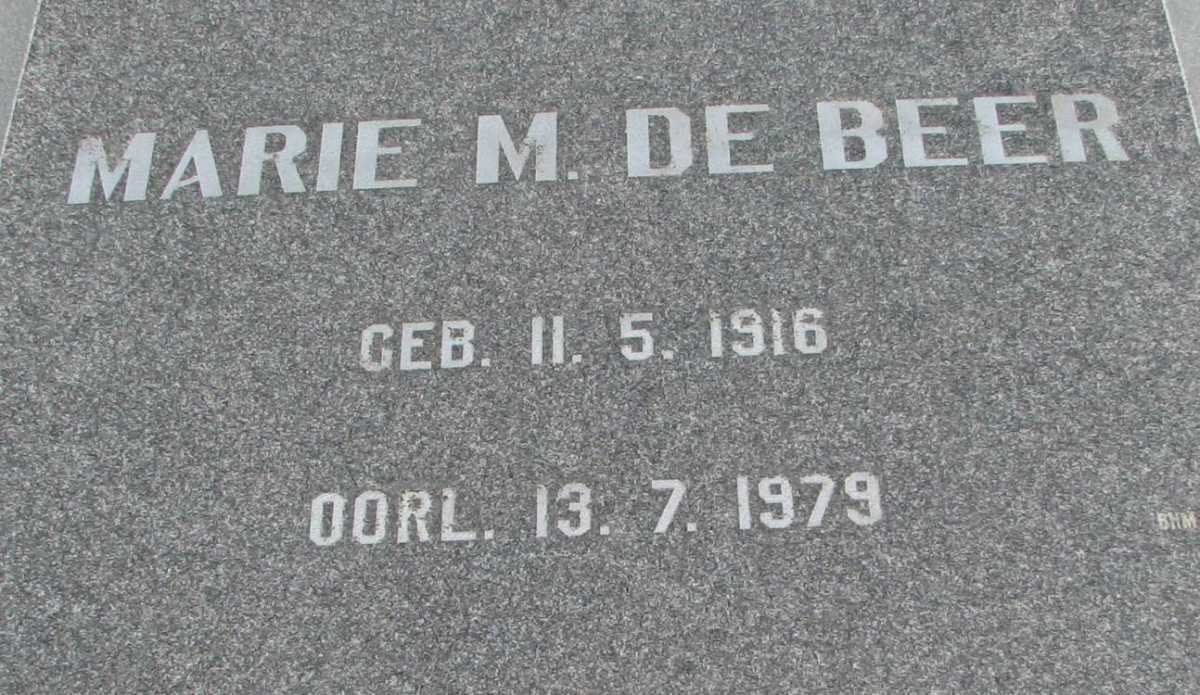 MARIE M. DE BEER
GEB. 11. 5. 1916
OORL. 13. 7. 1979